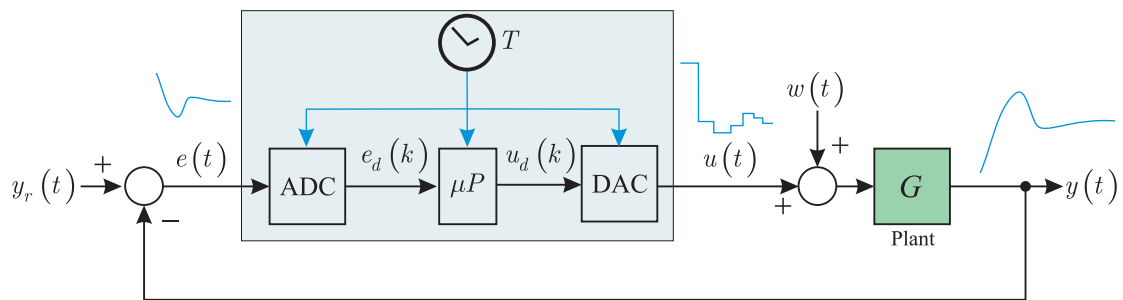 T
w(t)
+
e(t)
e_d(k)
u_d(k)
u(t)
+
y_r(t)
ADC
μP
DAC
G
y(t)
−
+
Plant